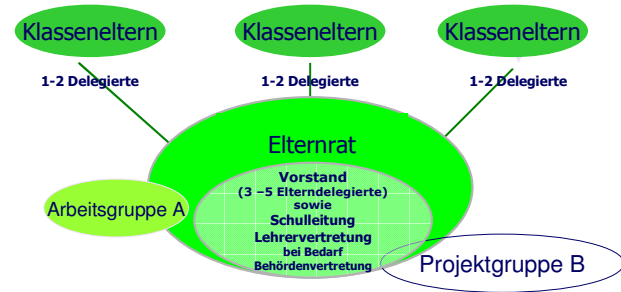 Klasseneltern Klasseneltern Klasseneltern
1-2 Delegierte 1-2 Delegierte 1-2 Delegierte
Elternrat
Vorstand
(3 –5 Elterndelegierte)
sowie
Schulleitung
Arbeitsgruppe A
Lehrervertretung
bei Bedarf
Behördenvertretung
Projektgruppe B